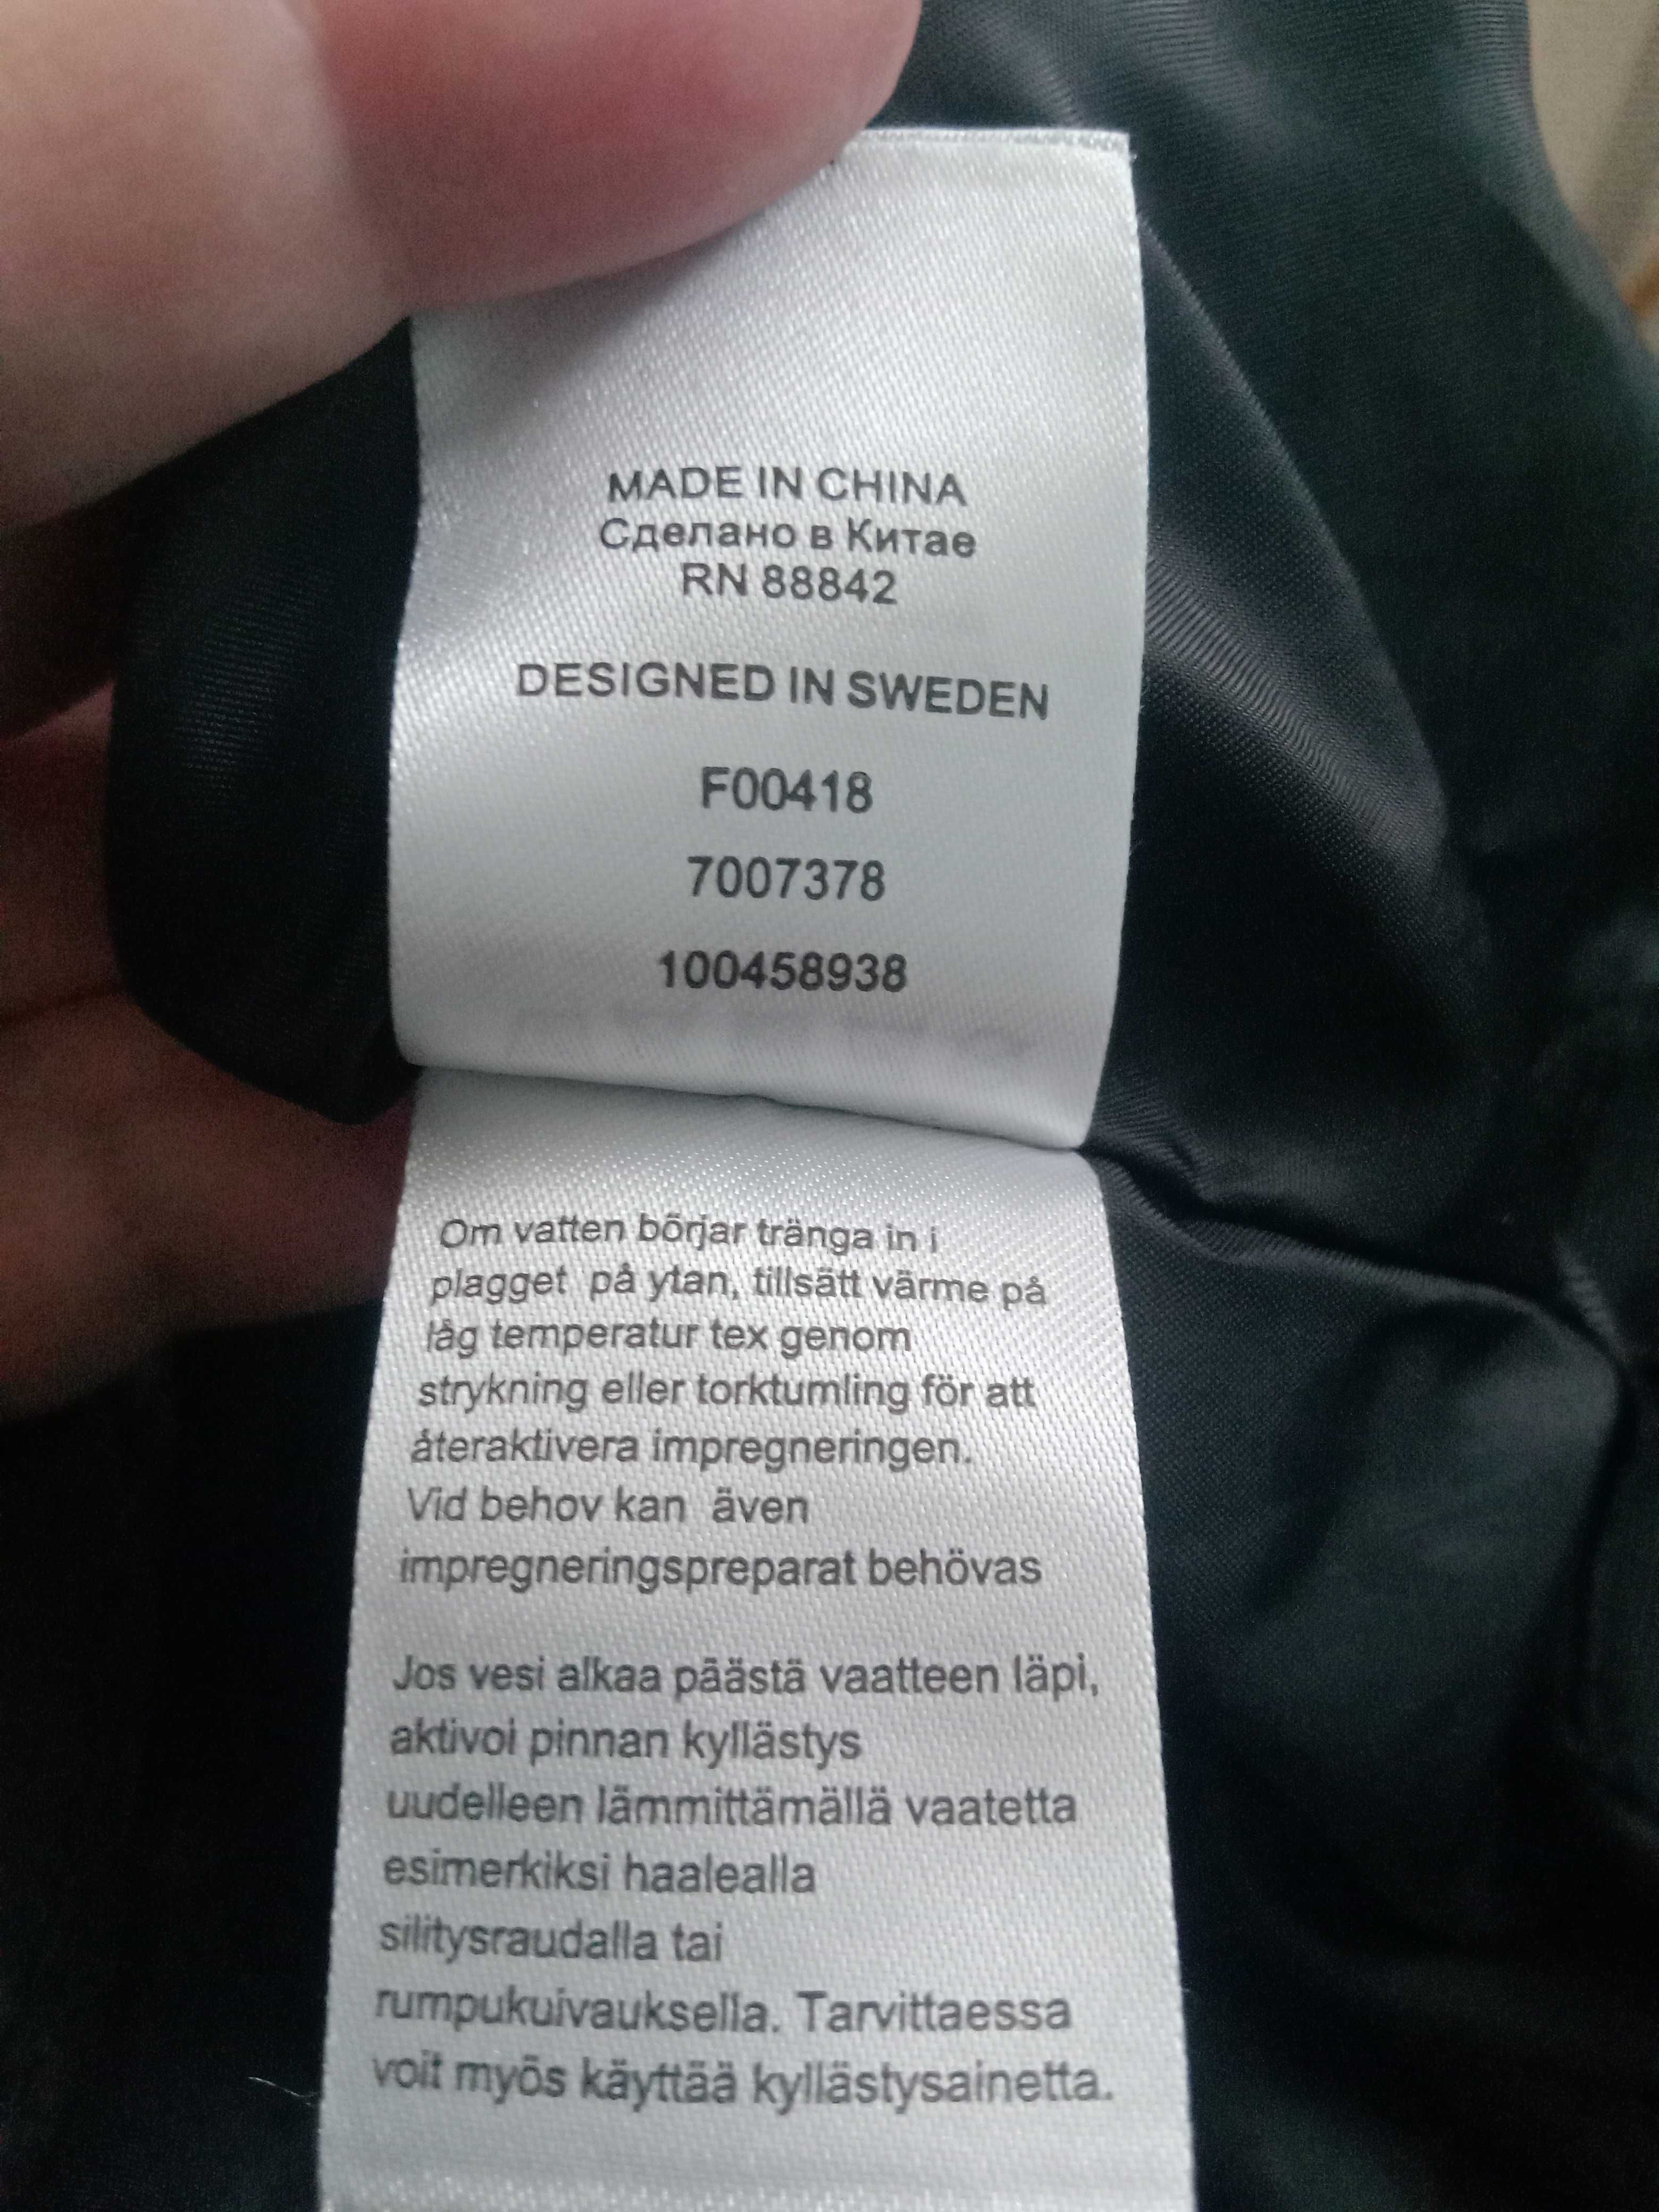 MADE IN CHINA
Сделано в Китае
RN 88842
DESIGNED IN SWEDEN
F00418
7007378
100458938
Om vatten börjar tränga in i
plagget på ytan, tillsätt värme på
låg temperatur tex genom
strykning eller torktumling för att
återaktivera impregneringen.
Vid behov kan även
impregneringspreparat behövas
Jos vesi alkaa päästä vaatteen läpi,
aktivoi pinnan kyllästys
uudelleen lämmittämällä vaatetta
esimerkiksi haalealla
silitysraudalla tai
rumpukuivauksella. Tarvittaessa
voit myös käyttää kyllästysainetta.